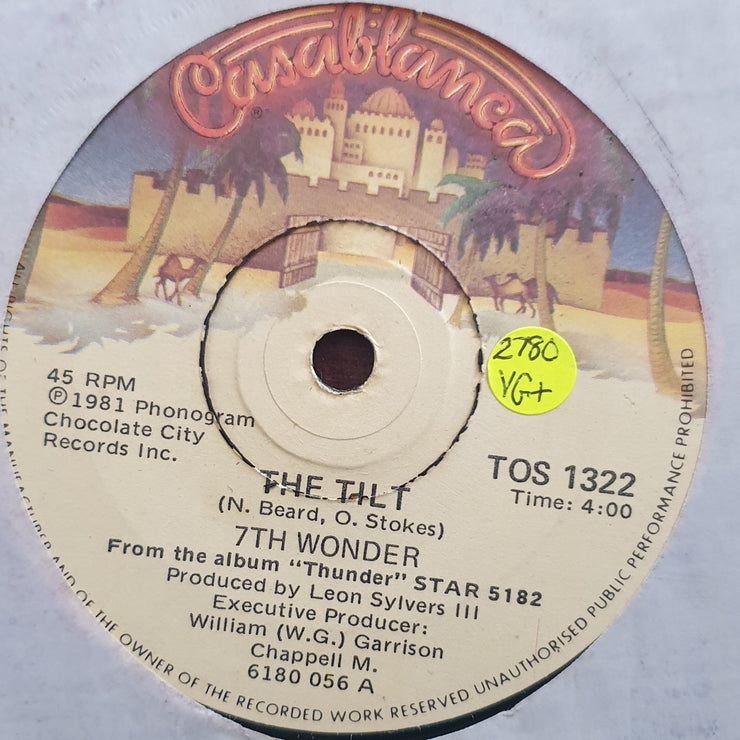 Casablanca
®
2780
VG+
45 RPM
Ⓟ1981 Phonogram
Chocolate City
Records Inc.
TOS 1322
Time: 4:00
THE TILT
(N. Beard, O. Stokes)
7TH WONDER
From the album "Thunder" STAR 5182
Produced by Leon Sylvers III
Executive Producer:
William (W.G.) Garrison
Chappell M.
6180 056 A
ALL RIGHTS OF THE MANUFACTURER AND OF THE OWNER OF THE RECORDED WORK RESERVED UNAUTHORISED PUBLIC PERFORMANCE PROHIBITED